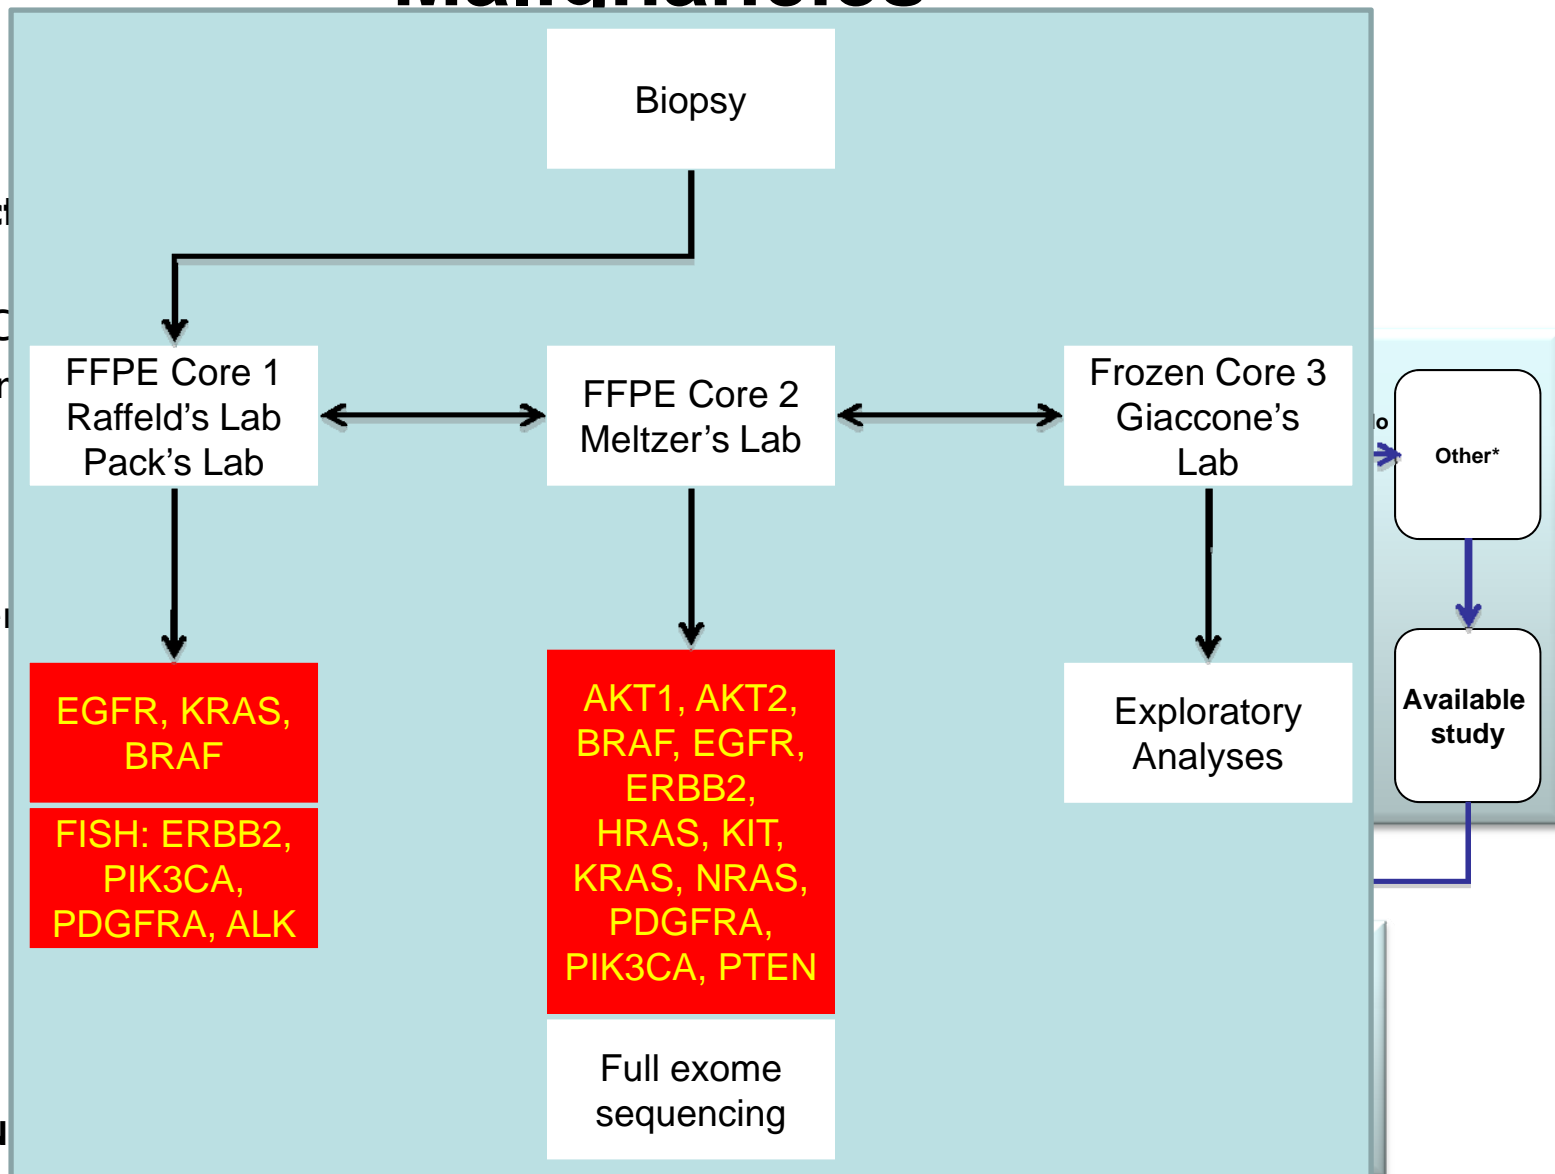 Malignancies
Biopsy
FFPE Core 1
Raffeld's Lab
Pack's Lab
FFPE Core 2
Meltzer's Lab
Frozen Core 3
Giaccone's
Lab
EGFR, KRAS,
BRAF
FISH: ERBB2,
PIK3CA,
PDGFRA, ALK
AKT1, AKT2,
BRAF, EGFR,
ERBB2,
HRAS, KIT,
KRAS, NRAS,
PDGFRA,
PIK3CA, PTEN
Full exome
sequencing
Exploratory
Analyses
Other*
Available
study